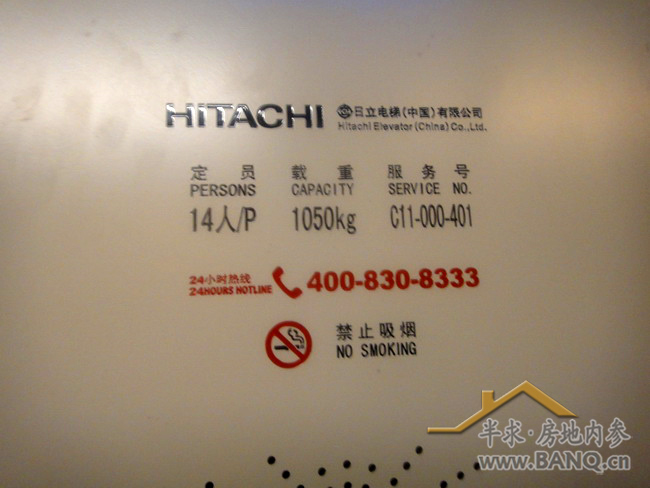 HITACHI 日立电梯(中国)有限公司
Hitachi Elevator(China)Co.,Ltd.
定员 载重 服务号
PERSONS CAPACITY SERVICE NO.
14人/P 1050kg C11-000-401
24小时热线
24HOURS HOTLINE 400-830-8333
禁止吸烟
NO SMOKING
半求·房地内参
www.BANQ.cn